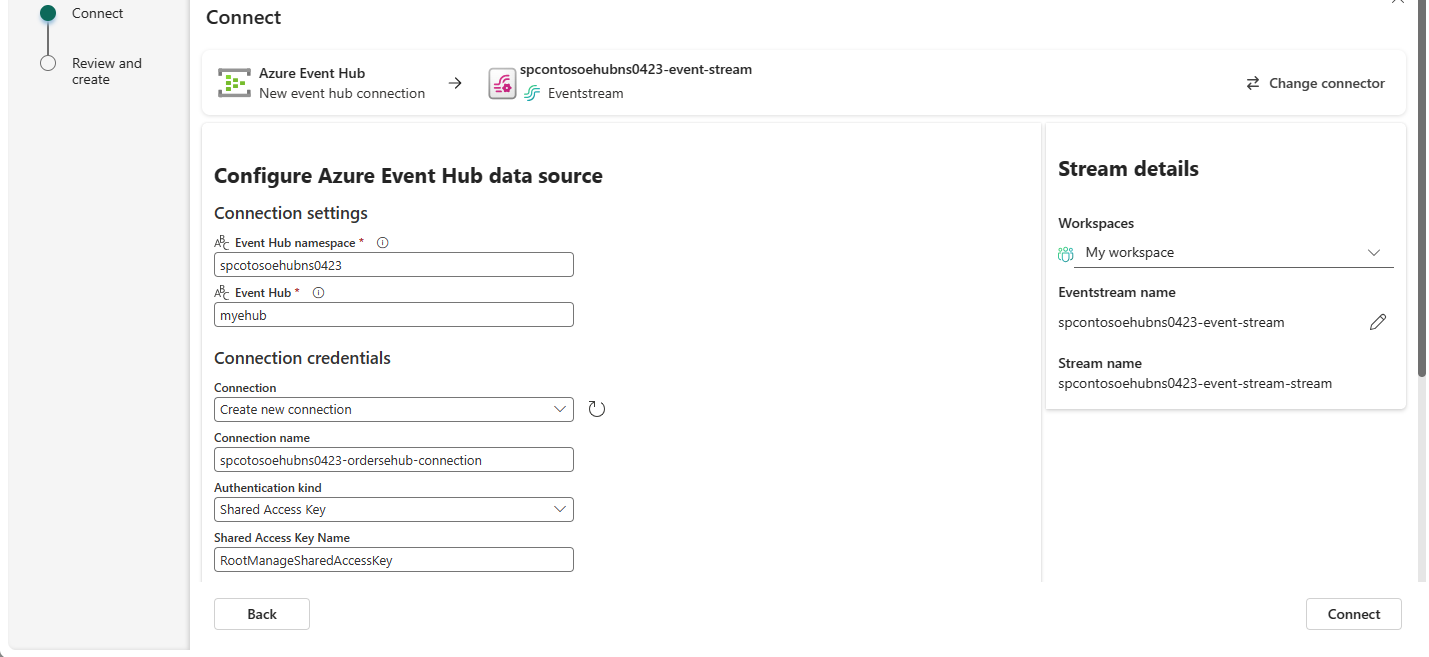 Connect
Review and
create
Connect
Azure Event Hub
New event hub connection
spcontosoehubns0423-event-stream
Eventstream
Change connector
Configure Azure Event Hub data source
Connection settings
ABC Event Hub namespace *
spcotosoehubns0423
ABC Event Hub *
myehub
Connection credentials
Connection
Create new connection
Connection name
spcotosoehubns0423-ordersehub-connection
Authentication kind
Shared Access Key
Shared Access Key Name
RootManageSharedAccessKey
Stream details
Workspaces
My workspace
Eventstream name
spcontosoehubns0423-event-stream
Stream name
spcontosoehubns0423-event-stream-stream
Back
Connect